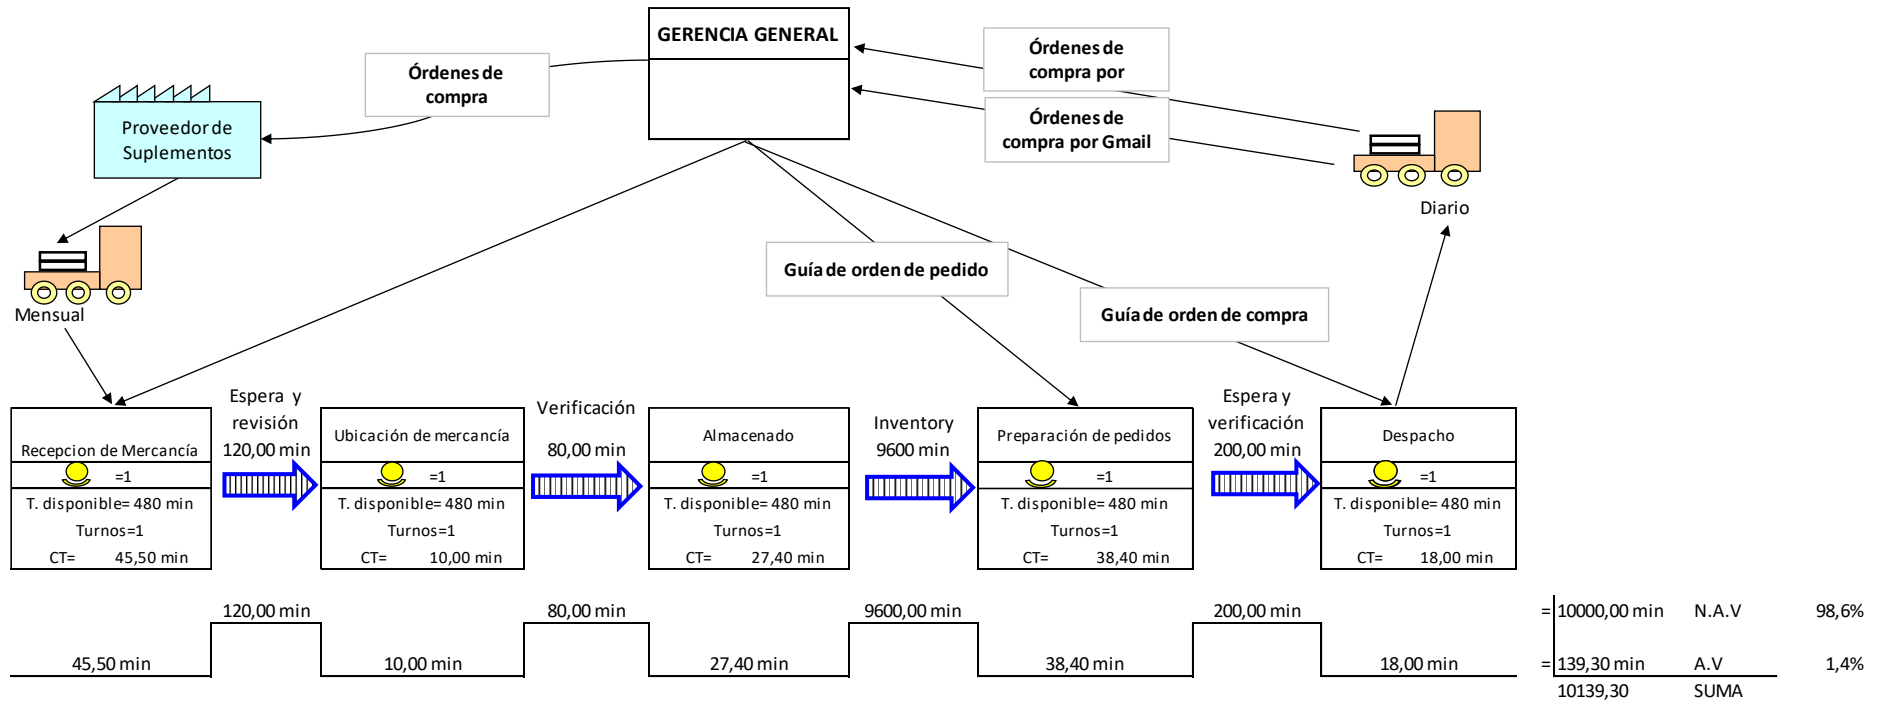 GERENCIA GENERAL
Órdenes de
compra
Órdenes de
compra por
Órdenes de
compra por Gmail
Proveedor de
Suplementos
Diario
Mensual
Guía de orden de pedido
Guía de orden de compra
Recepcion de Mercancía
=1
T. disponible= 480 min
Turnos=1
CT= 45,50 min
Espera y
revisión
120,00 min
Ubicación de mercancía
=1
T. disponible= 480 min
Turnos=1
CT= 10,00 min
Verificación
80,00 min
Almacenado
=1
T. disponible= 480 min
Turnos=1
CT= 27,40 min
Inventory
9600 min
Preparación de pedidos
=1
T. disponible= 480 min
Turnos=1
CT= 38,40 min
Espera y
verificación
200,00 min
Despacho
=1
T. disponible= 480 min
Turnos=1
CT= 18,00 min
120,00 min 80,00 min 9600,00 min 200,00 min = 10000,00 min N.A.V 98,6%
45,50 min 10,00 min 27,40 min 38,40 min 18,00 min = 139,30 min A.V 1,4%
10139,30 SUMA